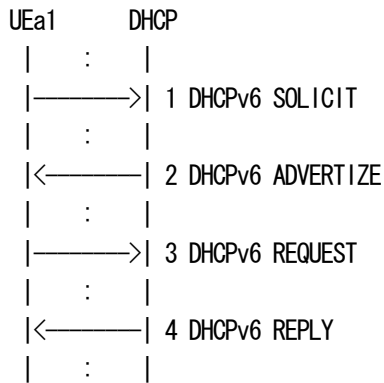 UEa1      DHCP
 |    :    |
 |-------->| 1 DHCPv6 SOLICIT
 |    :    |
 |<--------| 2 DHCPv6 ADVERTIZE
 |    :    |
 |-------->| 3 DHCPv6 REQUEST
 |    :    |
 |<--------| 4 DHCPv6 REPLY
 |    :    |